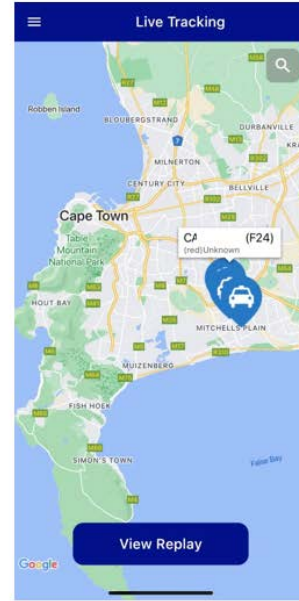 Live Tracking
Robben Island
BLOUBERGSTRAND
DURBANVILLE
MILNERTON
CENTURY CITY
BELLVILLE
Cape Town
Table
Mountain
National Park
CA (F24)
(red)Unknown
HOUT BAY
MITCHELLS PLAIN
MUIZENBERG
FISH HOEK
SIMON'S TOWN
False Bay
View Replay
Google